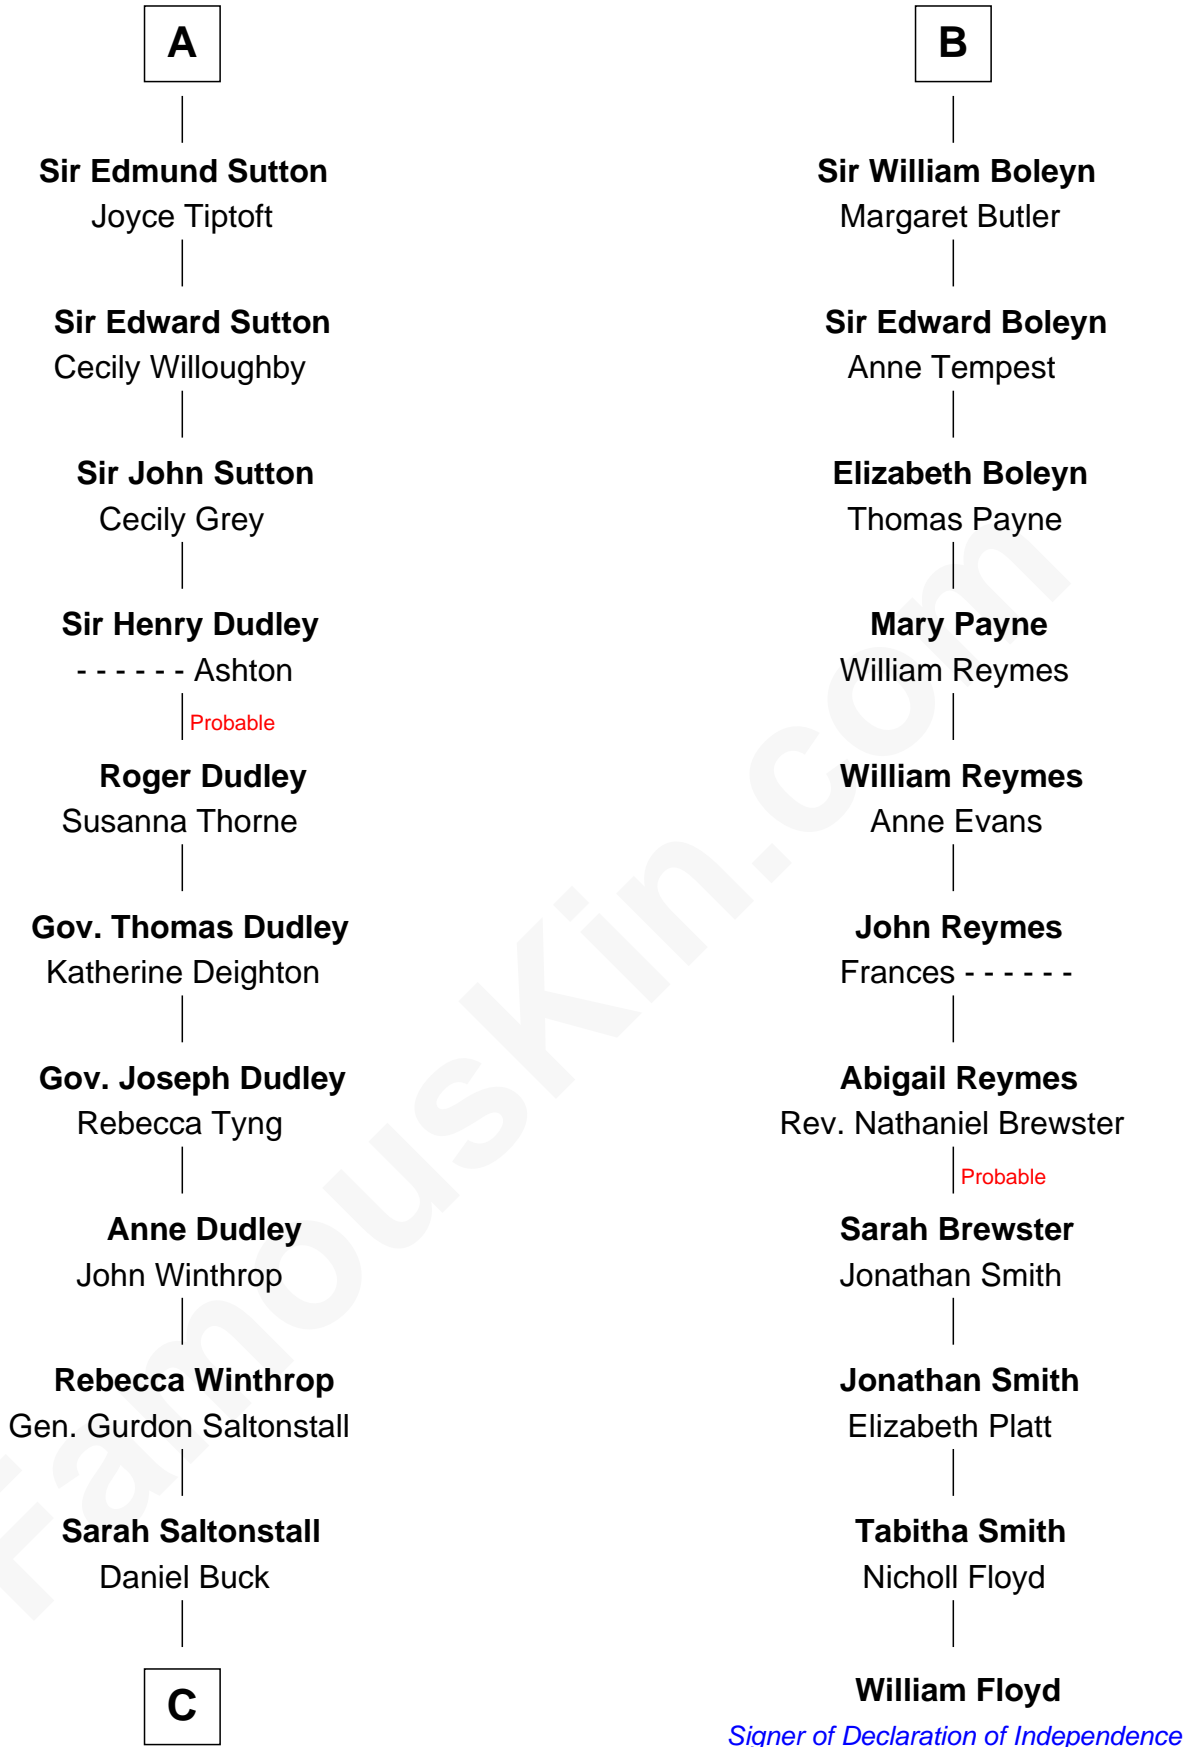 A
Sir Edmund Sutton
Joyce Tiptoft
Sir Edward Sutton
Cecily Willoughby
Sir John Sutton
Cecily Grey
Sir Henry Dudley
- - - - - - Ashton
Probable
Roger Dudley
Susanna Thorne
Gov. Thomas Dudley
Katherine Deighton
Gov. Joseph Dudley
Rebecca Tyng
Anne Dudley
John Winthrop
Rebecca Winthrop
Gen. Gurdon Saltonstall
Sarah Saltonstall
Daniel Buck
C
B
Sir William Boleyn
Margaret Butler
Sir Edward Boleyn
Anne Tempest
Elizabeth Boleyn
Thomas Payne
Mary Payne
William Reymes
William Reymes
Anne Evans
John Reymes
Frances - - - - - -
Abigail Reymes
Rev. Nathaniel Brewster
Probable
Sarah Brewster
Jonathan Smith
Jonathan Smith
Elizabeth Platt
Tabitha Smith
Nicholl Floyd
William Floyd
Signer of Declaration of Independence
FamousKin.com